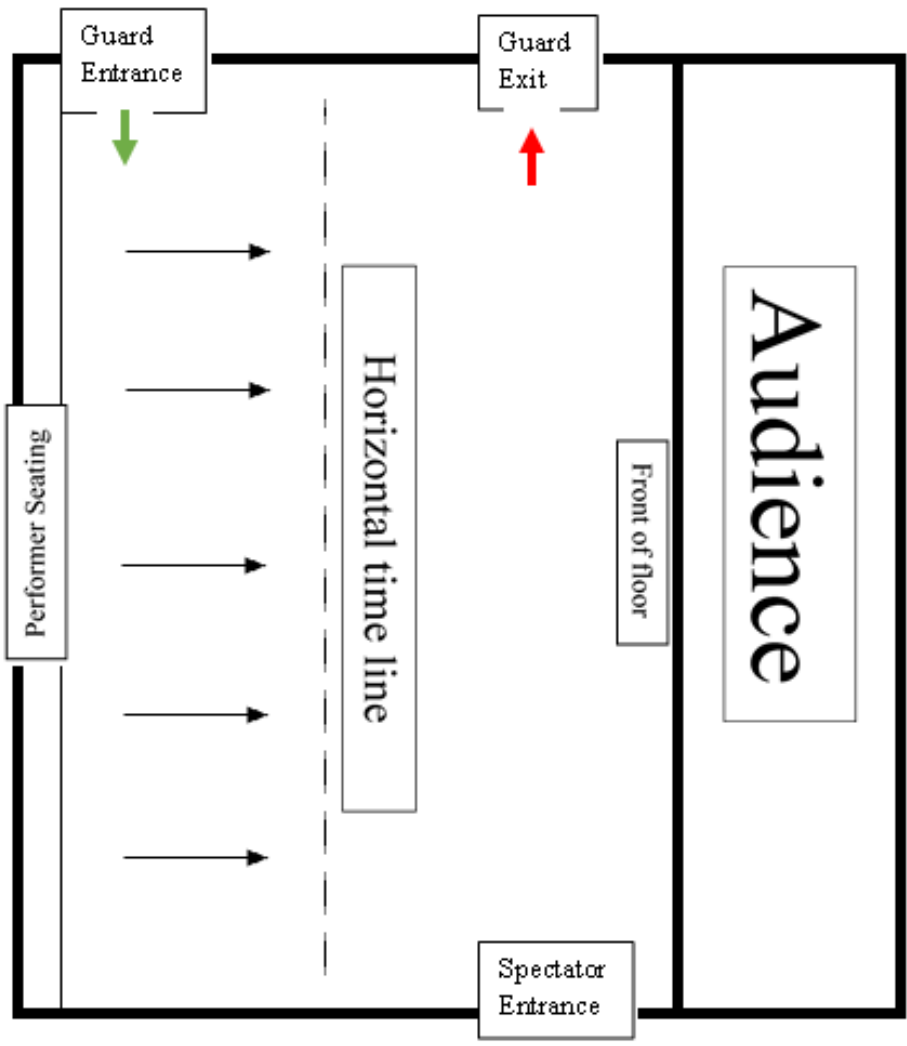 Guard
Entrance
Guard
Exit
Horizontal time line
Audience
Performer Seating
Front of floor
Spectator
Entrance